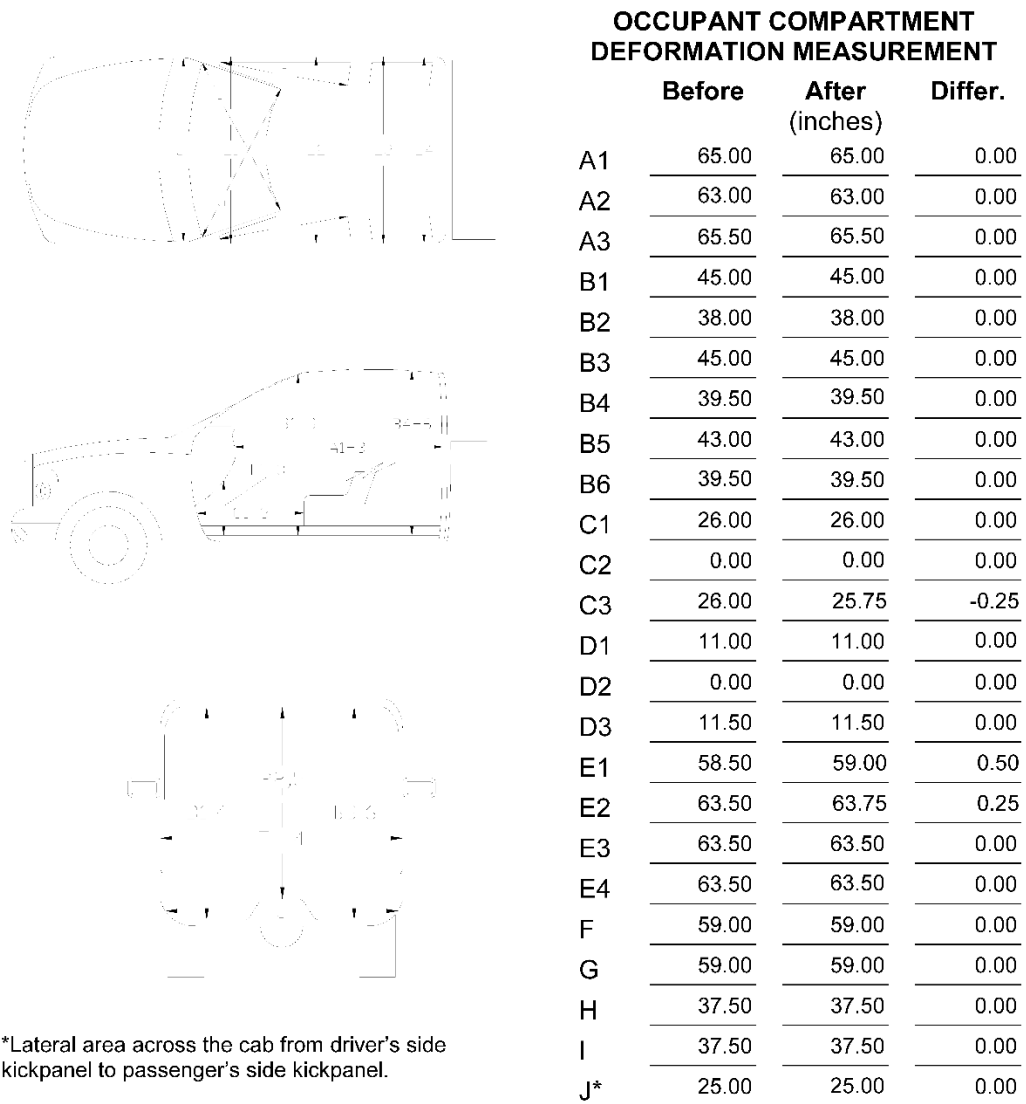 OCCUPANT COMPARTMENT
DEFORMATION MEASUREMENT
Before After Differ.
(inches)
A1 65.00 65.00 0.00
A2 63.00 63.00 0.00
A3 65.50 65.50 0.00
B1 45.00 45.00 0.00
B2 38.00 38.00 0.00
B3 45.00 45.00 0.00
B4 39.50 39.50 0.00
B5 43.00 43.00 0.00
B6 39.50 39.50 0.00
C1 26.00 26.00 0.00
C2 0.00 0.00 0.00
C3 26.00 25.75 -0.25
D1 11.00 11.00 0.00
D2 0.00 0.00 0.00
D3 11.50 11.50 0.00
E1 58.50 59.00 0.50
E2 63.50 63.75 0.25
E3 63.50 63.50 0.00
E4 63.50 63.50 0.00
F 59.00 59.00 0.00
G 59.00 59.00 0.00
H 37.50 37.50 0.00
I 37.50 37.50 0.00
J* 25.00 25.00 0.00
A1-3
*Lateral area across the cab from driver's side
kickpanel to passenger's side kickpanel.